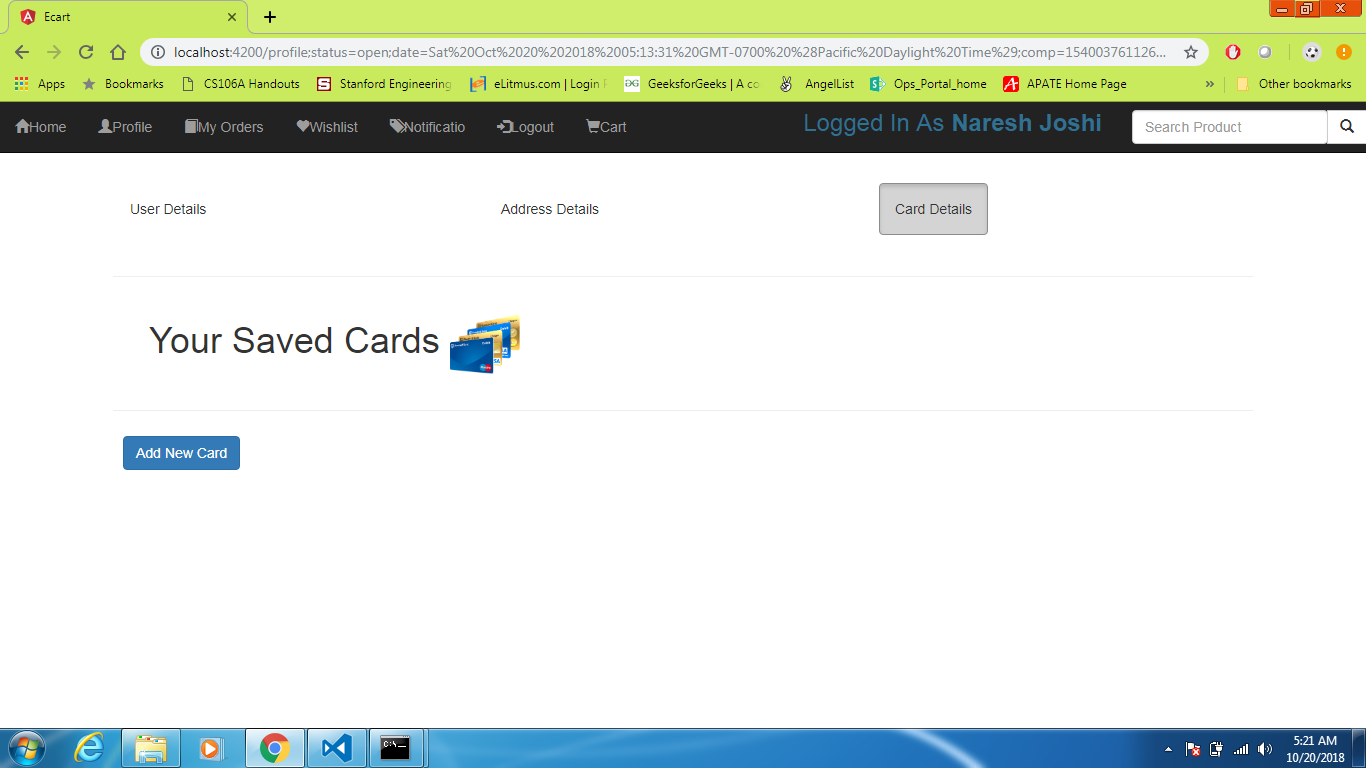 Ecart
localhost:4200/profile;status=open;date=Sat%20Oct%2020%202018%2005:13:31%20GMT-0700%20%28Pacific%20Daylight%20Time%29;comp=154003761126...
Apps Bookmarks CS106A Handouts Stanford Engineering eLitmus.com | Login GeeksforGeeks | A co AngelList Ops_Portal_home APATE Home Page » Other bookmarks
Home Profile My Orders Wishlist Notificatio Logout Cart Logged In As Naresh Joshi Search Product
User Details Address Details Card Details
Your Saved Cards
Add New Card
5:21 AM
10/20/2018